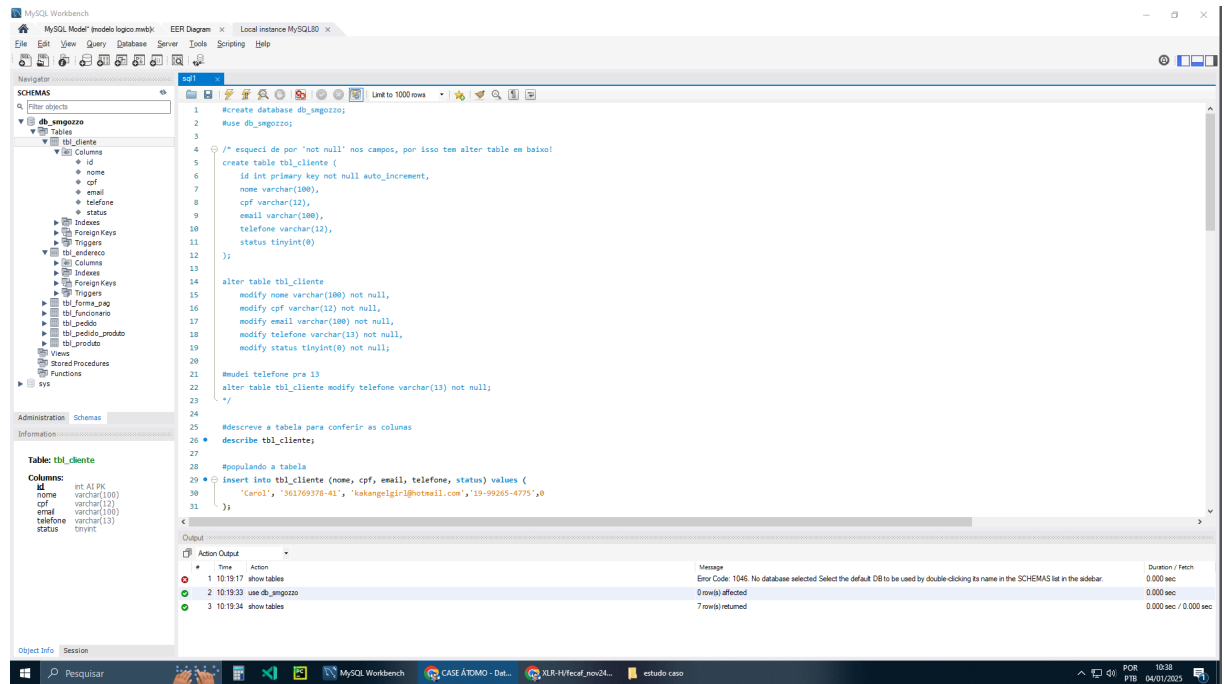 MySQL Workbench
MySQL Model* (modelo logico.mwb) × EER Diagram × Local instance MySQL80 ×
File Edit View Query Database Server Tools Scripting Help
Navigator
sql1 ×
SCHEMAS
Limit to 1000 rows
Filter objects
db_smgozzo
Tables
tbl_cliente
Columns
id
nome
cpf
email
telefone
status
Indexes
Foreign Keys
Triggers
tbl_endereco
Columns
Indexes
Foreign Keys
Triggers
tbl_forma_pag
tbl_funcionario
tbl_pedido
tbl_pedido_produto
tbl_produto
Views
Stored Procedures
Functions
sys
Administration Schemas
Information
Table: tbl_cliente
Columns:
id int AI PK
nome varchar(100)
cpf varchar(12)
email varchar(100)
telefone varchar(13)
status tinyint
Object Info Session
1 #create database db_smgozzo;
2 #use db_smgozzo;
3
4 /* esqueci de por 'not null' nos campos, por isso tem alter table em baixo!
5 create table tbl_cliente (
6 id int primary key not null auto_increment,
7 nome varchar(100),
8 cpf varchar(12),
9 email varchar(100),
10 telefone varchar(12),
11 status tinyint(0)
12 );
13
14 alter table tbl_cliente
15 modify nome varchar(100) not null,
16 modify cpf varchar(12) not null,
17 modify email varchar(100) not null,
18 modify telefone varchar(13) not null,
19 modify status tinyint(0) not null;
20
21 #mudei telefone pra 13
22 alter table tbl_cliente modify telefone varchar(13) not null;
23 */
24
25 #descreve a tabela para conferir as colunas
26 describe tbl_cliente;
27
28 #populando a tabela
29 insert into tbl_cliente (nome, cpf, email, telefone, status) values (
30 'Carol', '361769378-41', 'kakangelgirl@hotmail.com','19-99265-4775',0
31 );
Output
Action Output
# Time Action Message Duration / Fetch
1 10:19:17 show tables Error Code: 1046. No database selected Select the default DB to be used by double-clicking its name in the SCHEMAS list in the sidebar. 0.000 sec
2 10:19:33 use db_smgozzo 0 row(s) affected 0.000 sec
3 10:19:34 show tables 7 row(s) returned 0.000 sec / 0.000 sec
Pesquisar MySQL Workbench CASE ÁTOMO - Dat... XLR-H/fecaf_nov24... estudo caso POR 10:38
PTB 04/01/2025